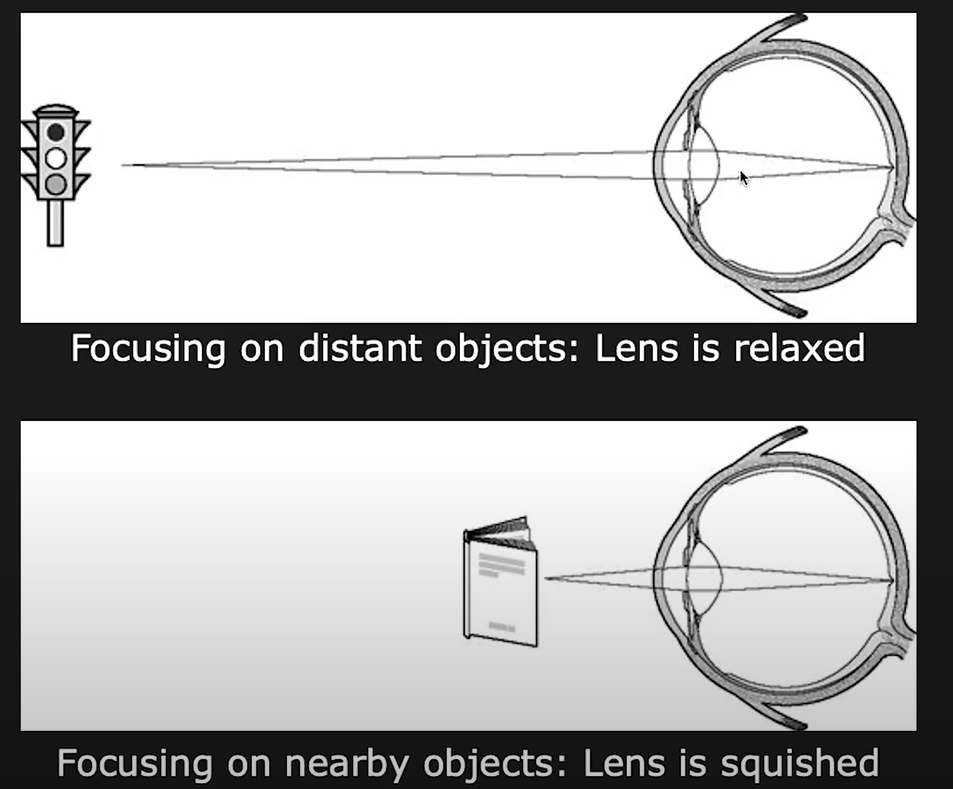 Focusing on distant objects: Lens is relaxed
Focusing on nearby objects: Lens is squished